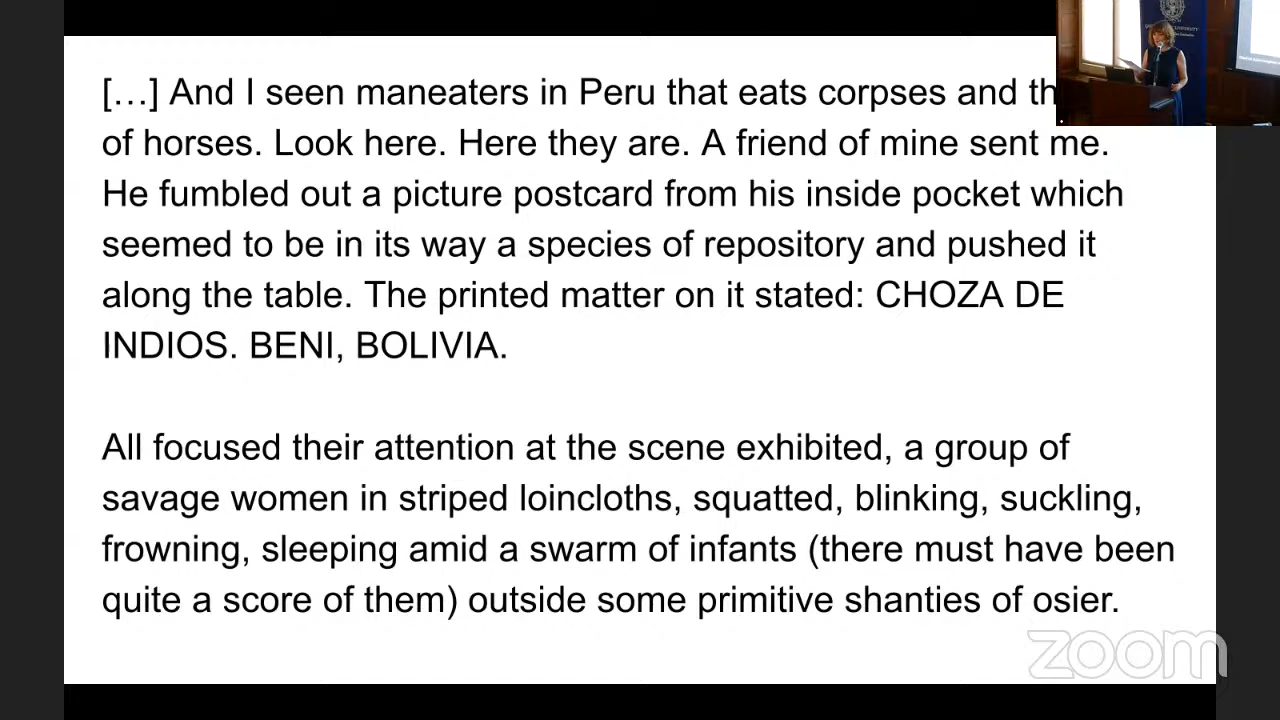 […] And I seen maneaters in Peru that eats corpses and
of horses. Look here. Here they are. A friend of mine sent me.
He fumbled out a picture postcard from his inside pocket which
seemed to be in its way a species of repository and pushed it
along the table. The printed matter on it stated: CHOZA DE
INDIOS. BENI, BOLIVIA.
All focused their attention at the scene exhibited, a group of
savage women in striped loincloths, squatted, blinking, suckling,
frowning, sleeping amid a swarm of infants (there must have been
quite a score of them) outside some primitive shanties of osier.
zoom